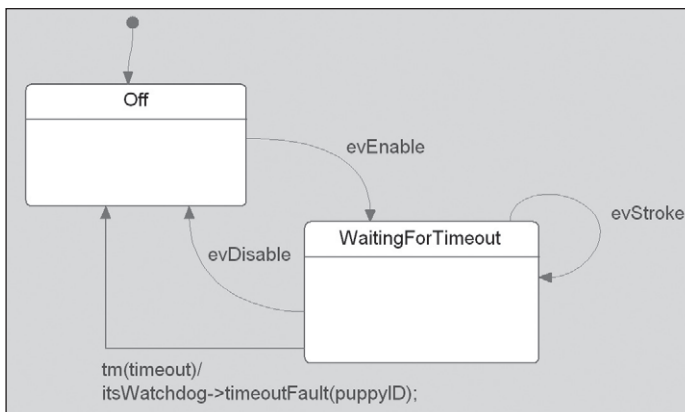 Off
evEnable
evStroke
WaitingForTimeout
evDisable
tm(timeout)/
itsWatchdog->timeoutFault(puppyID);